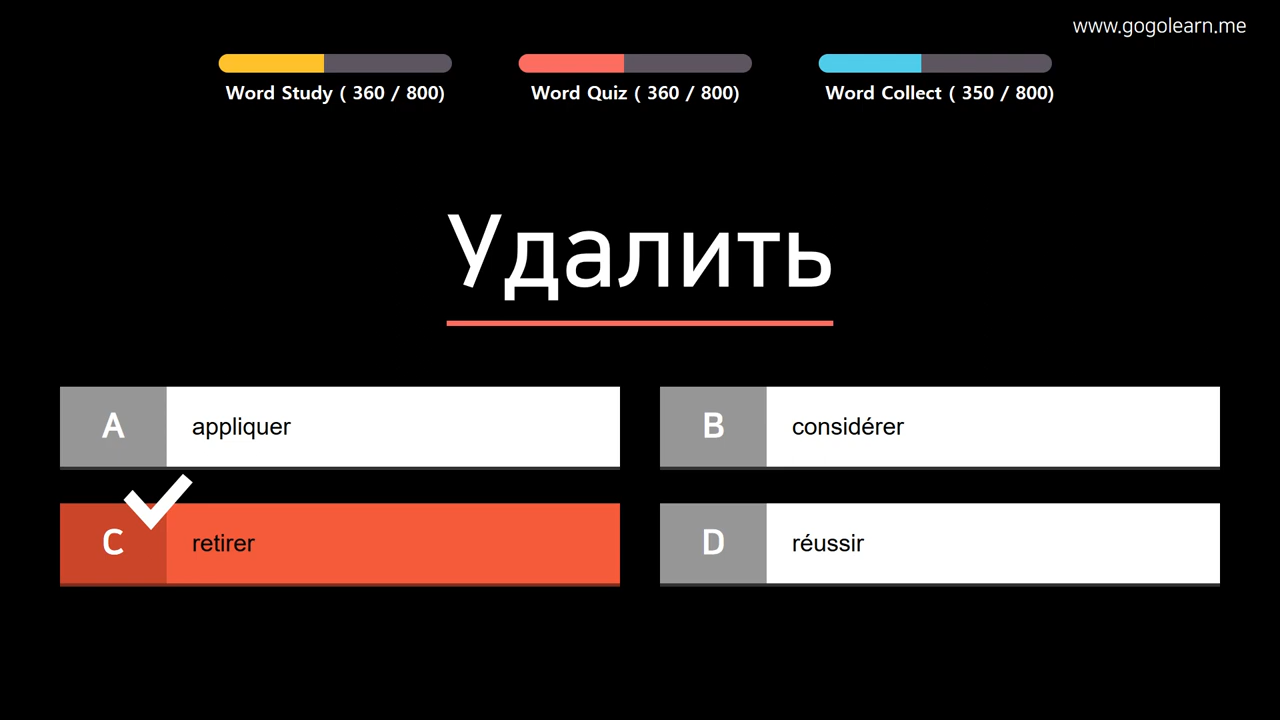 www.gogolearn.me
Word Study ( 360 / 800)
Word Quiz ( 360 / 800)
Word Collect ( 350 / 800)
Удалить
A appliquer
B considérer
C retirer
D réussir